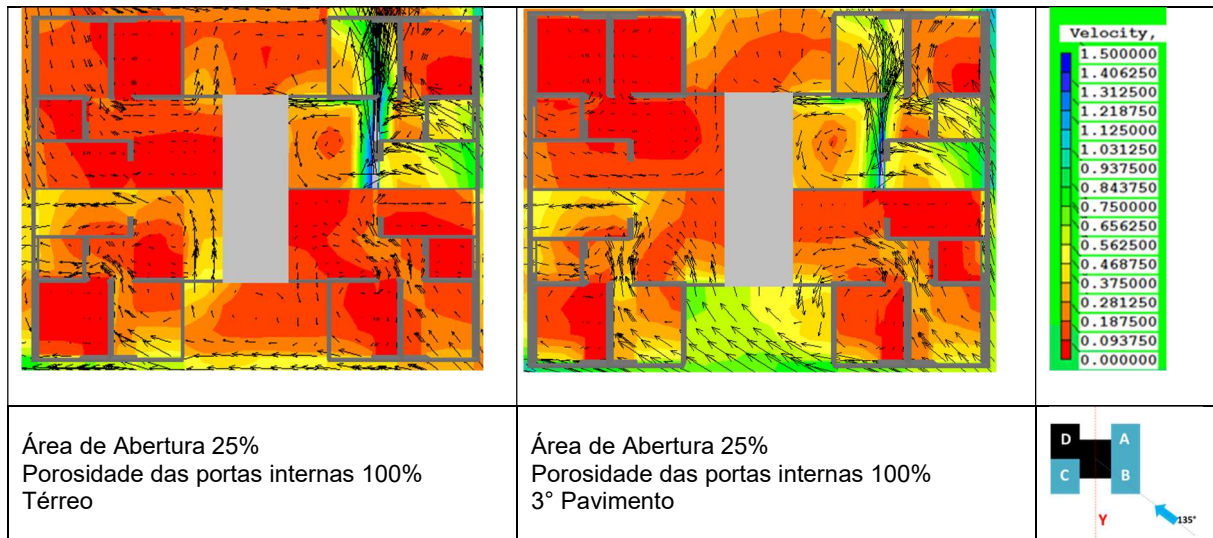 Velocity,
1.500000
1.406250
1.312500
1.218750
1.125000
1.031250
0.937500
0.843750
0.750000
0.656250
0.562500
0.468750
0.375000
0.281250
0.187500
0.093750
0.000000
Área de Abertura 25%
Porosidade das portas internas 100%
Térreo
Área de Abertura 25%
Porosidade das portas internas 100%
3° Pavimento
D A
C B
Y
135°